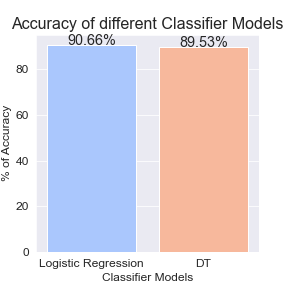 Accuracy of different Classifier Models
90.66%
89.53%
80
60
40
20
0
% of Accuracy
Logistic Regression
DT
Classifier Models